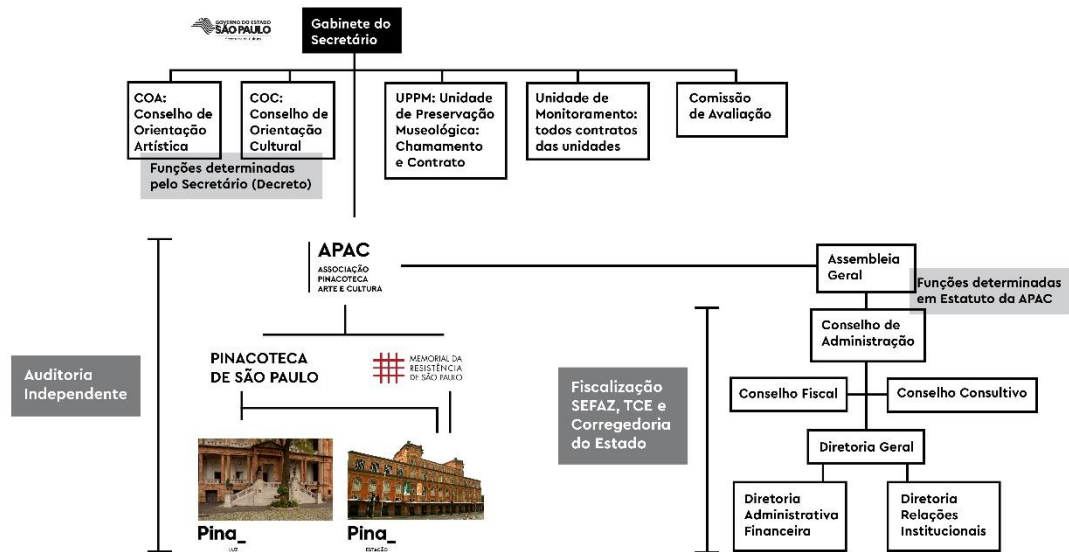 GOVERNO DO ESTADO
SÃO PAULO
Gabinete do
Secretário
COA:
Conselho de
Orientação
Artística
COC:
Conselho de
Orientação
Cultural
UPPM: Unidade
de Preservação
Museológica:
Chamamento
e Contrato
Unidade de
Monitoramento:
todos contratos
das unidades
Comissão
de Avaliação
Funções determinadas
pelo Secretário (Decreto)
APAC
ASSOCIAÇÃO
PINACOTECA
ARTE E CULTURA
Assembleia
Geral
Funções determinadas
em Estatuto da APAC
Conselho de
Administração
PINACOTECA
DE SÃO PAULO
MEMORIAL DA
RESISTÊNCIA
DE SÃO PAULO
Auditoria
Independente
Fiscalização
SEFAZ, TCE e
Corregedoria
do Estado
Conselho Fiscal
Conselho Consultivo
Diretoria Geral
Diretoria
Administrativa
Financeira
Diretoria
Relações
Institucionais
Pina_
LUZ
Pina_
ESTAÇÃO